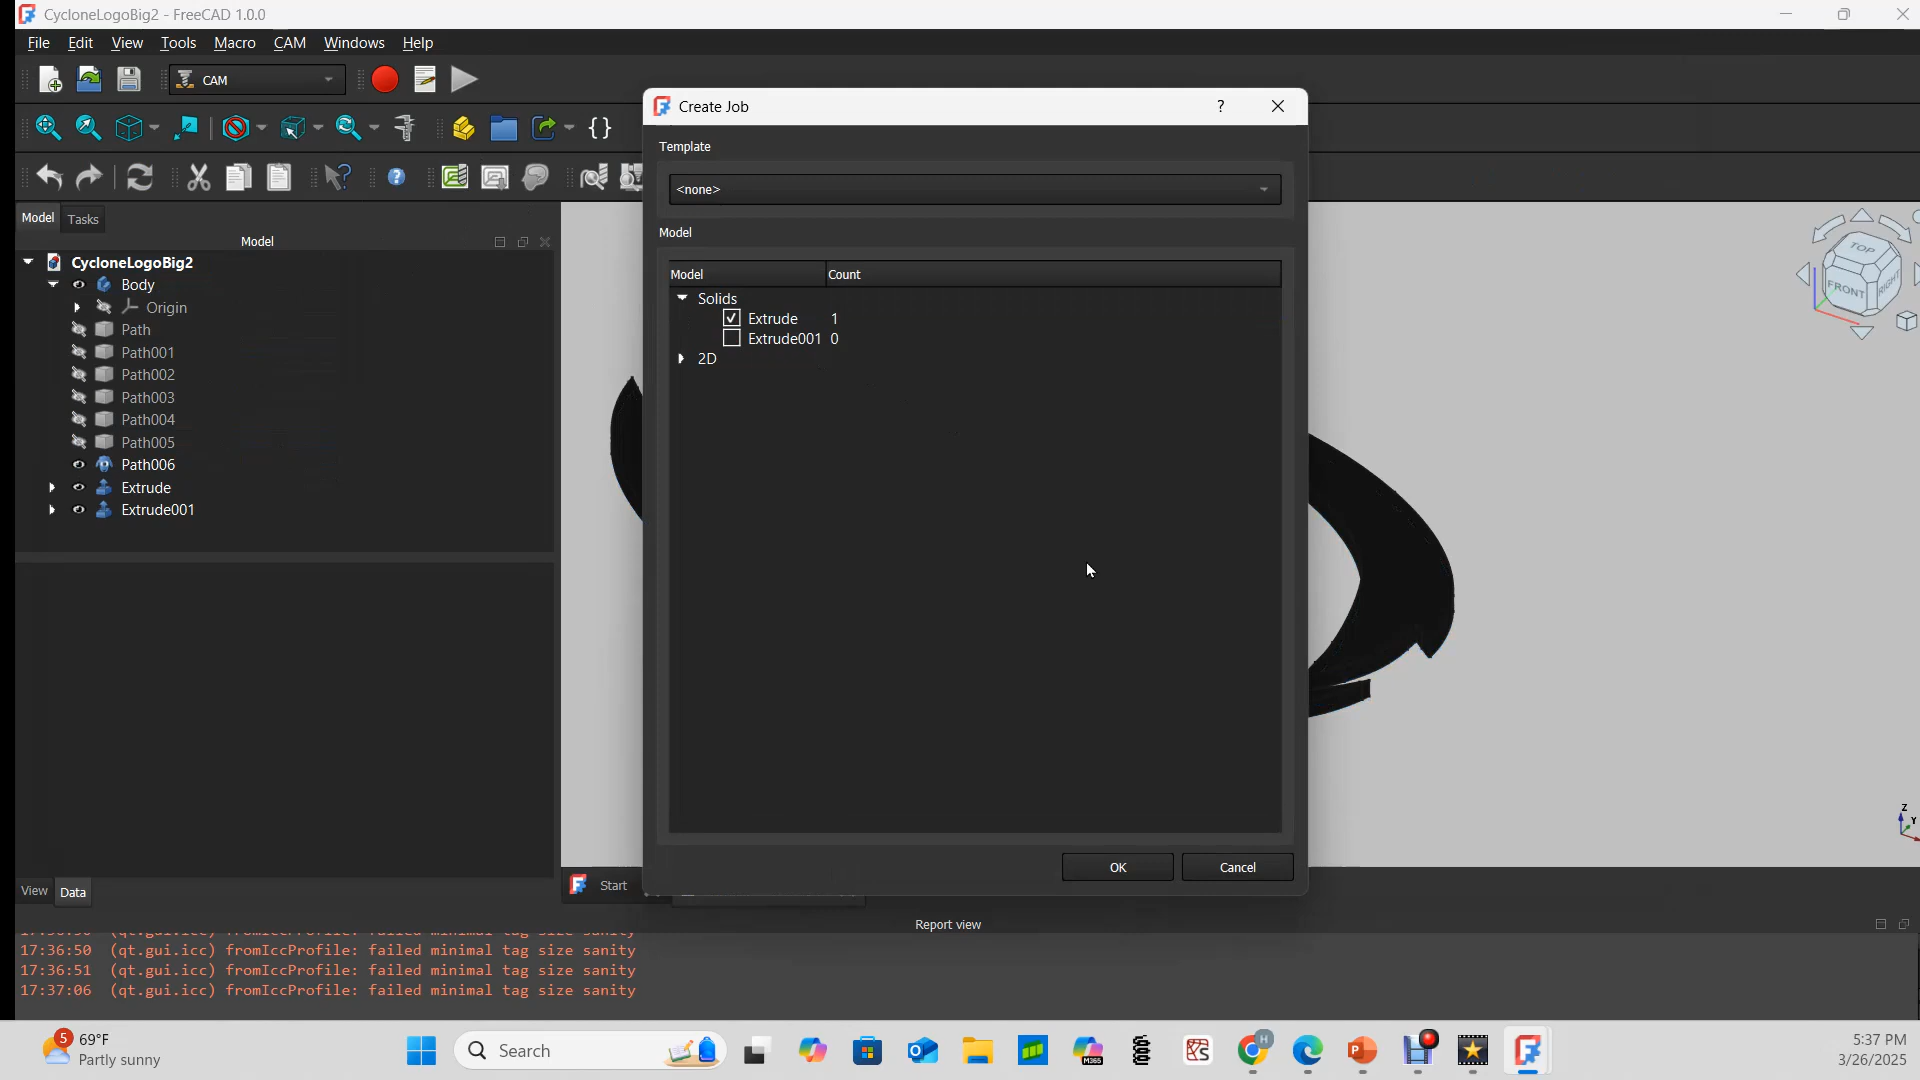 CycloneLogoBig2 - FreeCAD 1.0.0
File Edit View Tools Macro CAM Windows Help
CAM
Create Job
?
Template
<none>
Model
Model Count
Solids
Extrude 1
Extrude001 0
2D
OK Cancel
Model Tasks
Model
CycloneLogoBig2
Body
Origin
Path
Path001
Path002
Path003
Path004
Path005
Path006
Extrude
Extrude001
TOP
FRONT
RIGHT
Z
Y
View Data
Start
Report view
17:36:50 (qt.gui.icc) fromIccProfile: failed minimal tag size sanity
17:36:51 (qt.gui.icc) fromIccProfile: failed minimal tag size sanity
17:37:06 (qt.gui.icc) fromIccProfile: failed minimal tag size sanity
5
69°F
Partly sunny
Search
M365
H
5:37 PM
3/26/2025